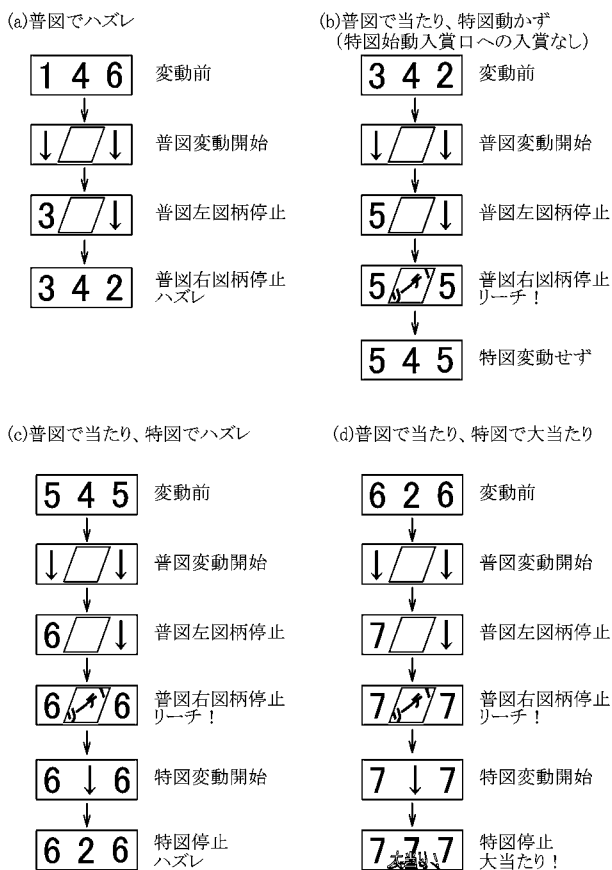 (a)普図でハズレ
1 4 6 変動前
↓ ↓ 普図変動開始
3 ↓ 普図左図柄停止
3 4 2 普図右図柄停止
ハズレ
(b)普図で当たり、特図動かず
(特図始動入賞口への入賞なし)
3 4 2 変動前
↓ ↓ 普図変動開始
5 ↓ 普図左図柄停止
5 リーチ 5 普図右図柄停止
リーチ！
5 4 5 特図変動せず
(c)普図で当たり、特図でハズレ
5 4 5 変動前
↓ ↓ 普図変動開始
6 ↓ 普図左図柄停止
6 リーチ 6 普図右図柄停止
リーチ！
6 ↓ 6 特図変動開始
6 2 6 特図停止
ハズレ
(d)普図で当たり、特図で大当たり
6 2 6 変動前
↓ ↓ 普図変動開始
7 ↓ 普図左図柄停止
7 リーチ 7 普図右図柄停止
リーチ！
7 ↓ 7 特図変動開始
7 7 7 特図停止
大当たり！